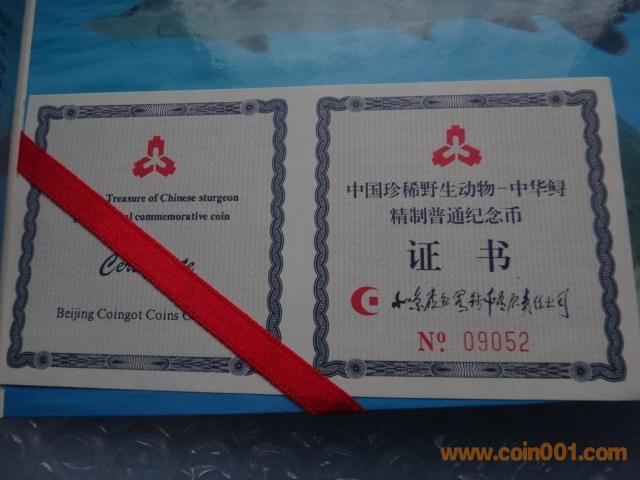 Treasure of Chinese sturgeon
commemorative coin
Beijing Coingot Coins
中国珍稀野生动物-中华鲟
精制普通纪念币
证书
№ 09052
www.coin001.com